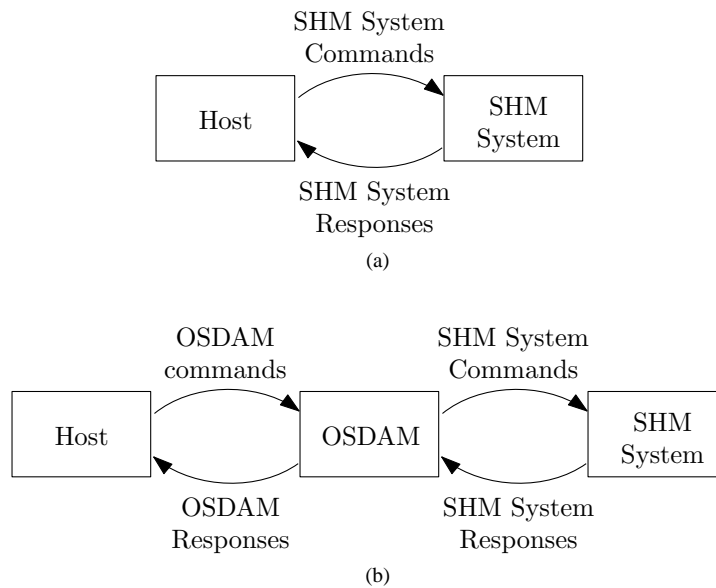 SHM System
Commands
Host
SHM
System
SHM System
Responses
(a)
OSDAM
commands
SHM System
Commands
Host
OSDAM
SHM
System
OSDAM
Responses
SHM System
Responses
(b)